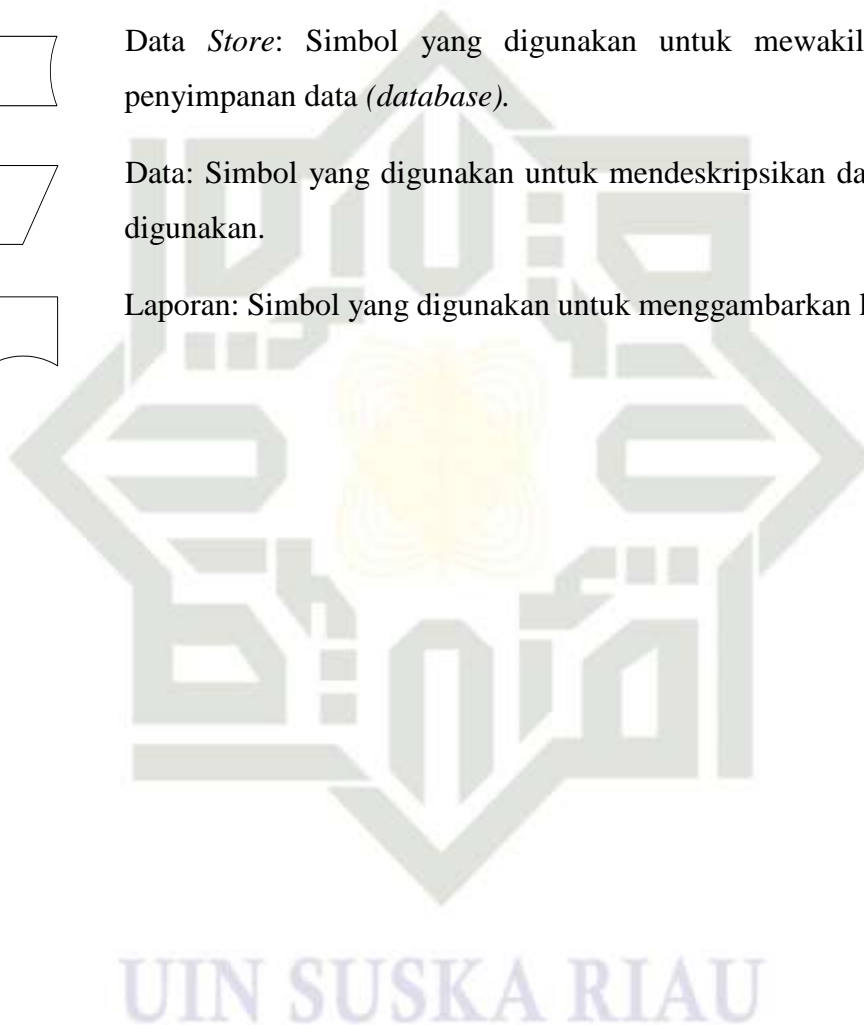 Data Store: Simbol yang digunakan untuk mewakil
penyimpanan data (database).
Data: Simbol yang digunakan untuk mendeskripsikan da
digunakan.
Laporan: Simbol yang digunakan untuk menggambarkan
UIN SUSKA RIAU